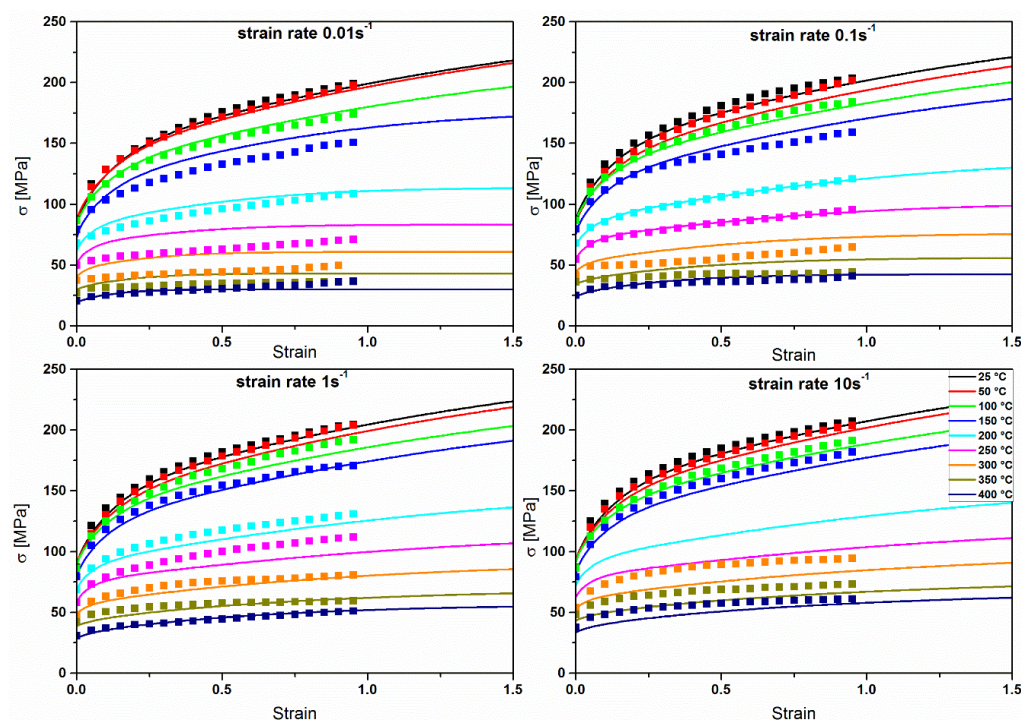 strain rate 0.01s⁻¹
250
200
150
100
50
0
σ [MPa]
0.0 0.5 1.0 1.5
Strain
strain rate 0.1s⁻¹
250
200
150
100
50
0
σ [MPa]
0.0 0.5 1.0 1.5
Strain
strain rate 1s⁻¹
250
200
150
100
50
0
σ [MPa]
0.0 0.5 1.0 1.5
Strain
strain rate 10s⁻¹
250
200
150
100
50
0
σ [MPa]
0.0 0.5 1.0 1.5
Strain
25 °C
50 °C
100 °C
150 °C
200 °C
250 °C
300 °C
350 °C
400 °C